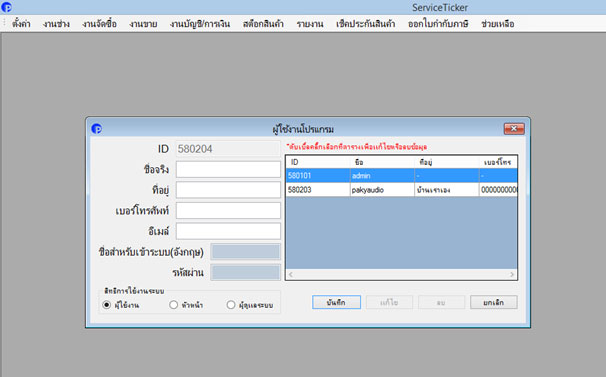 ServiceTicker
ตั้งค่า งานช่าง งานจัดซื้อ งานขาย งานบัญชี/การเงิน สต๊อกสินค้า รายงาน เช็คประกันสินค้า ออกใบกำกับภาษี ช่วยเหลือ
ผู้ใช้งานโปรแกรม
ID 580204
*ดับเบิ้ลคลิ๊กเลือกที่ตารางเพื่อแก้ไขหรือลบข้อมูล
ชื่อจริง
ที่อยู่
เบอร์โทรศัพท์
อีเมล์
ชื่อสำหรับเข้าระบบ(อังกฤษ)
รหัสผ่าน
ID ชื่อ ที่อยู่ เบอร์โทร
580101 admin - -
580203 pakyaudio บ้านเราเอง 0000000000
สิทธิการใช้งานระบบ
ผู้ใช้งาน หัวหน้า ผู้ดูแลระบบ
บันทึก แก้ไข ลบ ยกเลิก